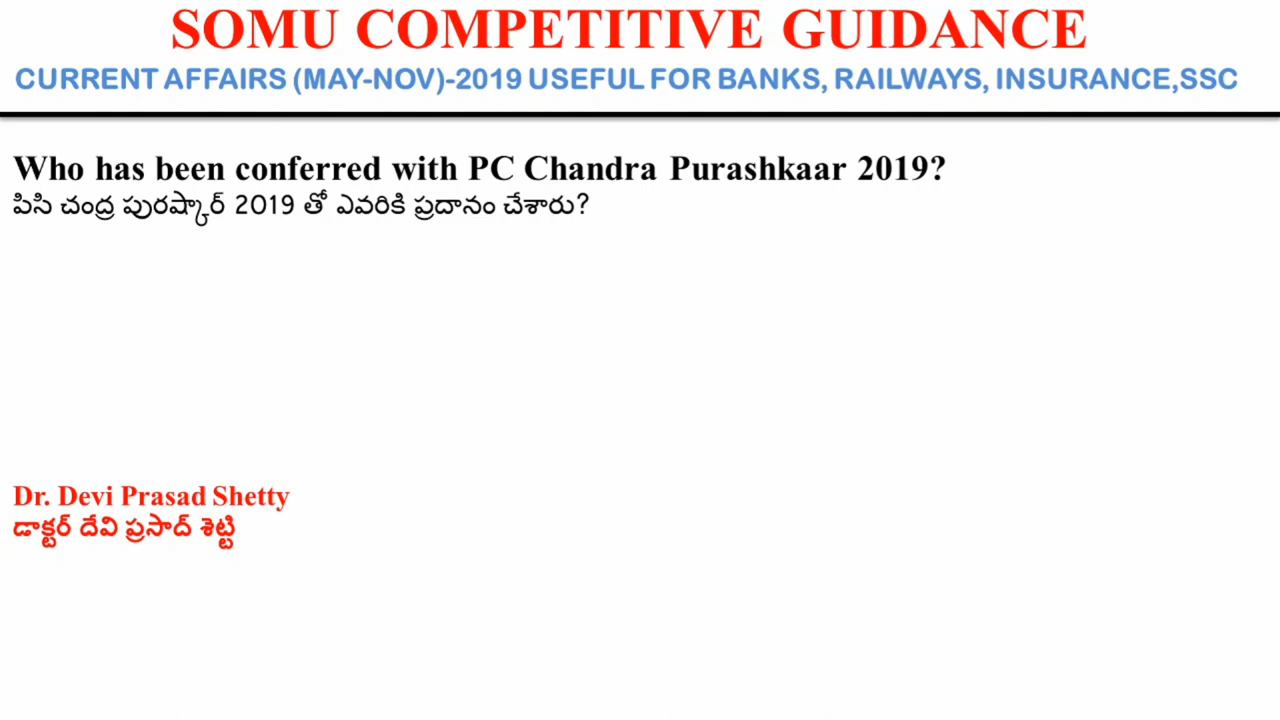 SOMU COMPETITIVE GUIDANCE
CURRENT AFFAIRS (MAY-NOV)-2019 USEFUL FOR BANKS, RAILWAYS, INSURANCE,SSC
Who has been conferred with PC Chandra Purashkaar 2019?
పిసి చంద్ర పురష్కార్ 2019 తో ఎవరికి ప్రదానం చేశారు?
Dr. Devi Prasad Shetty
డాక్టర్ దేవి ప్రసాద్ శెట్టి